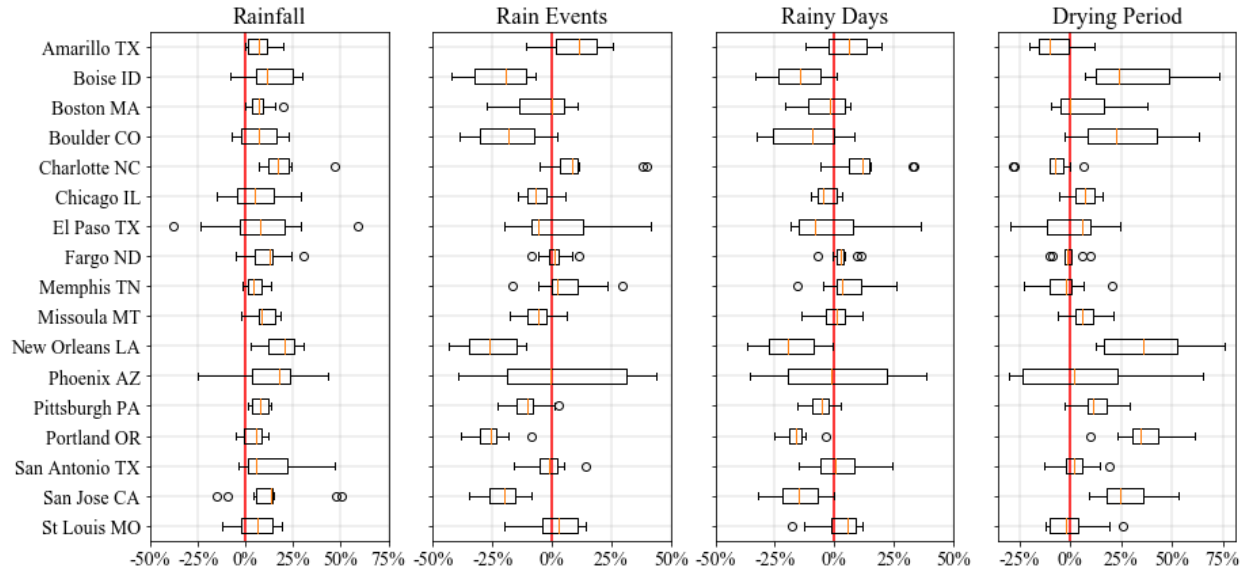 Rainfall Rain Events Rainy Days Drying Period
Amarillo TX
Boise ID
Boston MA
Boulder CO
Charlotte NC
Chicago IL
El Paso TX
Fargo ND
Memphis TN
Missoula MT
New Orleans LA
Phoenix AZ
Pittsburgh PA
Portland OR
San Antonio TX
San Jose CA
St Louis MO
-50% -25% 0% 25% 50% 75% -50% -25% 0% 25% 50% -50% -25% 0% 25% 50% -25% 0% 25% 50% 75%